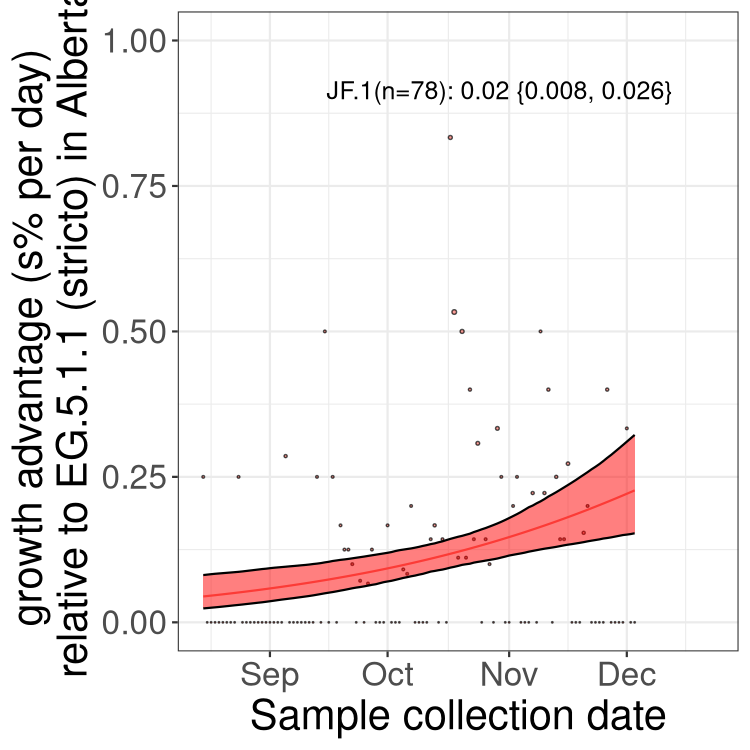 growth advantage (s% per day)
relative to EG.5.1.1 (stricto) in Alberta
1.00
0.75
0.50
0.25
0.00
JF.1(n=78): 0.02 {0.008, 0.026}
Sep Oct Nov Dec
Sample collection date